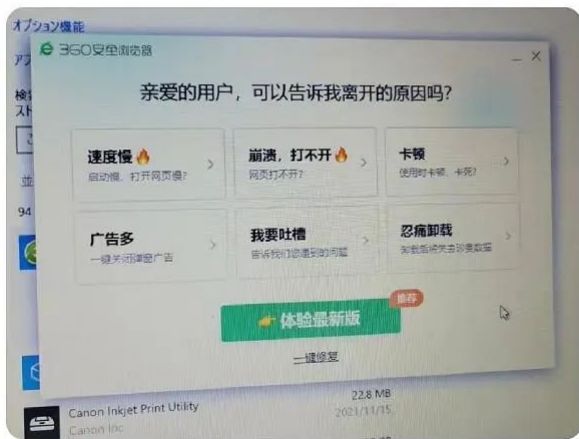 オプション機能
360安全浏览器
亲爱的用户，可以告诉我离开的原因吗？
速度慢
启动慢，打开网页慢？
崩溃，打不开
网页打不开？
卡顿
使用时卡顿、卡死？
广告多
一键关闭弹窗广告
我要吐槽
告诉我们您遇到的问题
忍痛卸载
卸载后将失去珍贵数据
推荐
体验最新版
一键修复
94
Canon Inkjet Print Utility
22.8 MB
Canon Inc.
2021/11/15